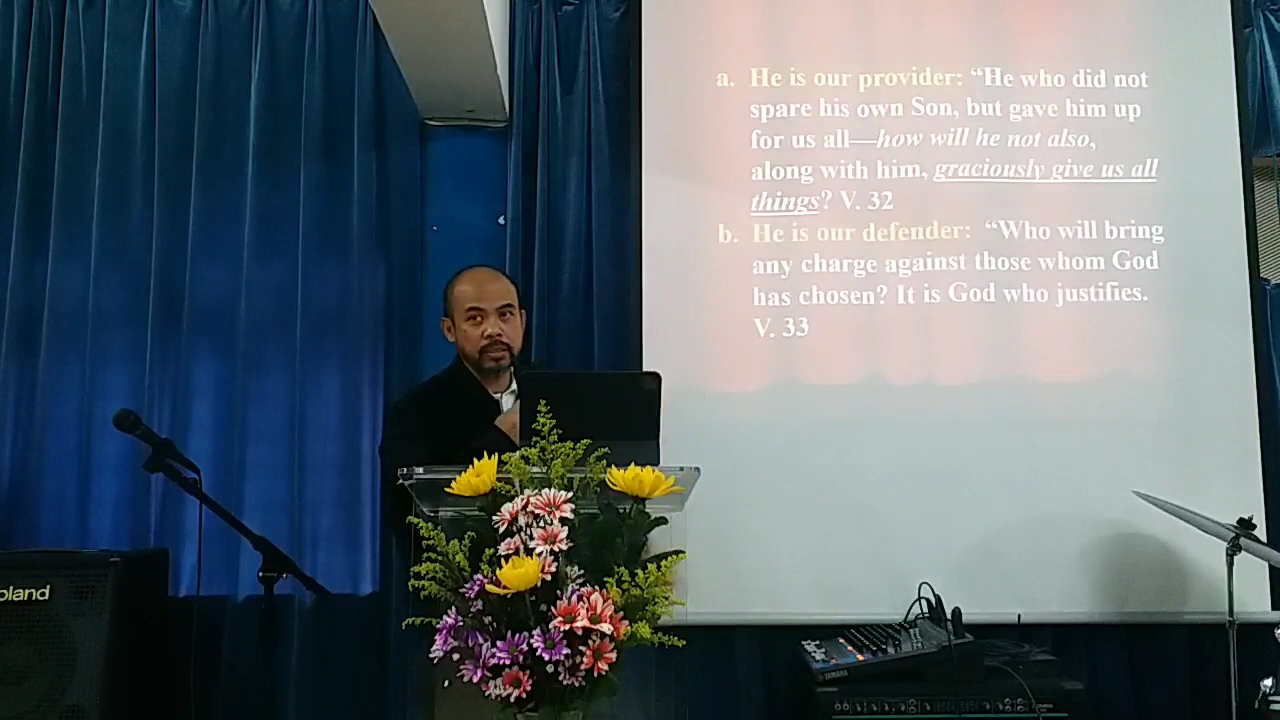 a. He is our provider: “He who did not
spare his own Son, but gave him up
for us all—how will he not also,
along with him, graciously give us all
things? V. 32
b. He is our defender: “Who will bring
any charge against those whom God
has chosen? It is God who justifies.
V. 33
oland
YAMAHA